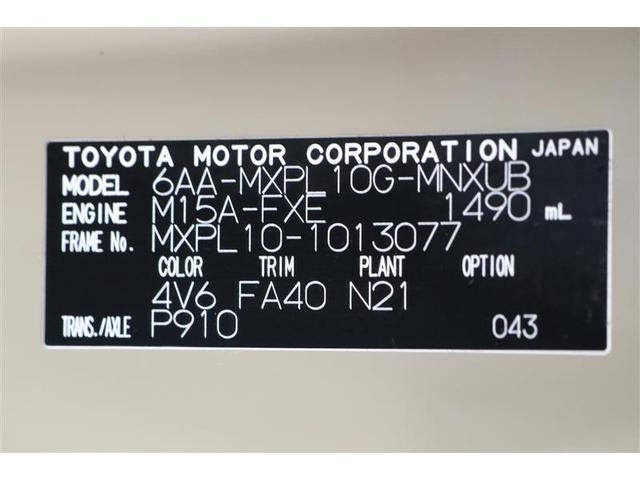 TOYOTA MOTOR CORPORATION JAPAN
MODEL 6AA-MXPL10G-MNXUB
ENGINE M15A-FXE 1490 mL
FRAME No. MXPL10-1013077
COLOR TRIM PLANT OPTION
4V6 FA40 N21
TRANS./AXLE P910 043